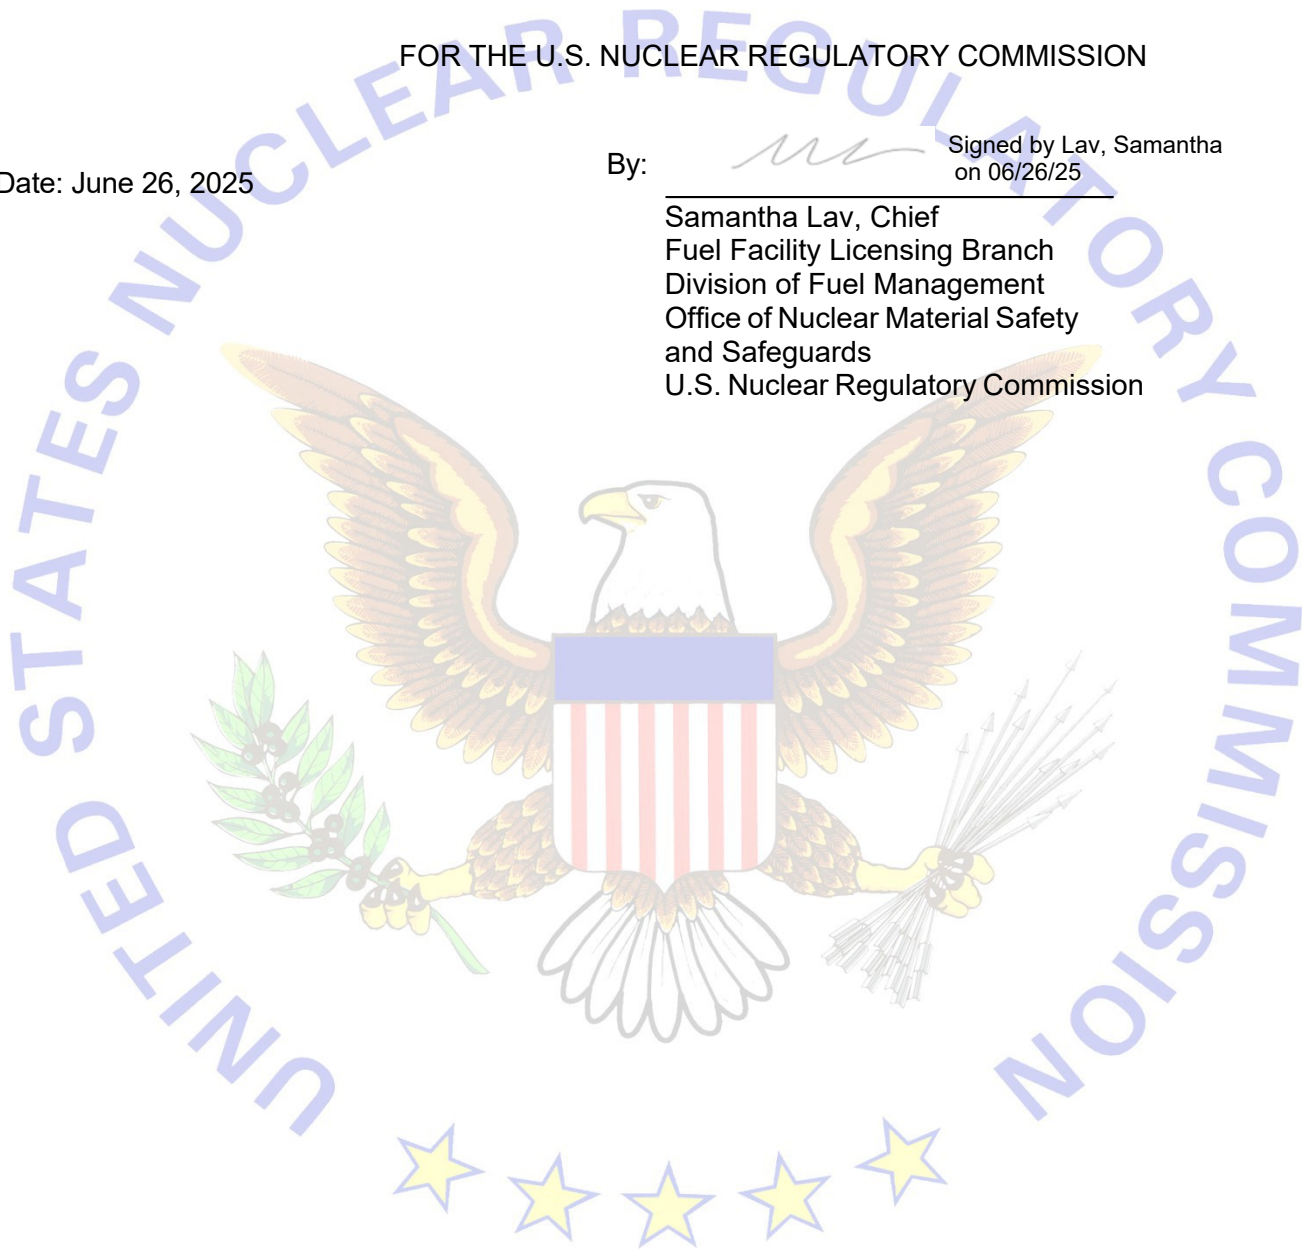 FOR THE U.S. NUCLEAR REGULATORY COMMISSION
Date: June 26, 2025
By:
Signed by Lav, Samantha
on 06/26/25
Samantha Lav, Chief
Fuel Facility Licensing Branch
Division of Fuel Management
Office of Nuclear Material Safety
and Safeguards
U.S. Nuclear Regulatory Commission
UNITED STATES NUCLEAR REGULATORY COMMISSION